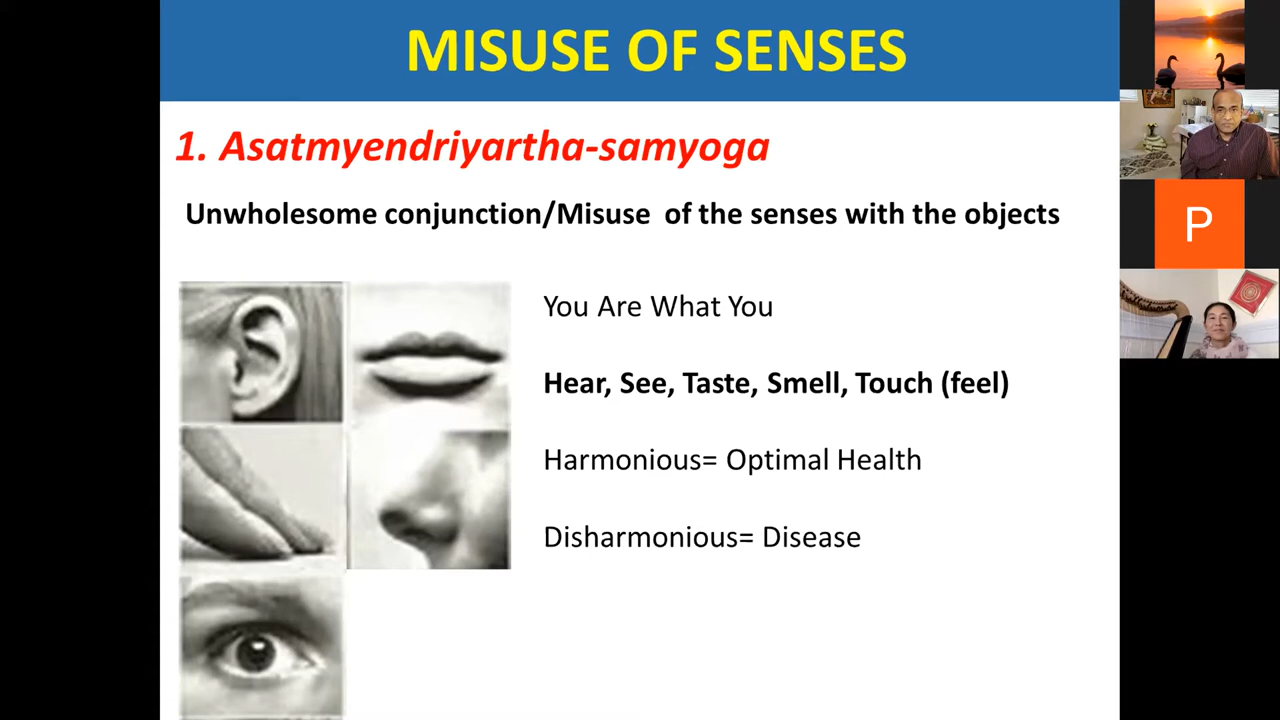 MISUSE OF SENSES
1. Asatmyendriyartha-samyoga
Unwholesome conjunction/Misuse of the senses with the objects
You Are What You
Hear, See, Taste, Smell, Touch (feel)
Harmonious= Optimal Health
Disharmonious= Disease
P